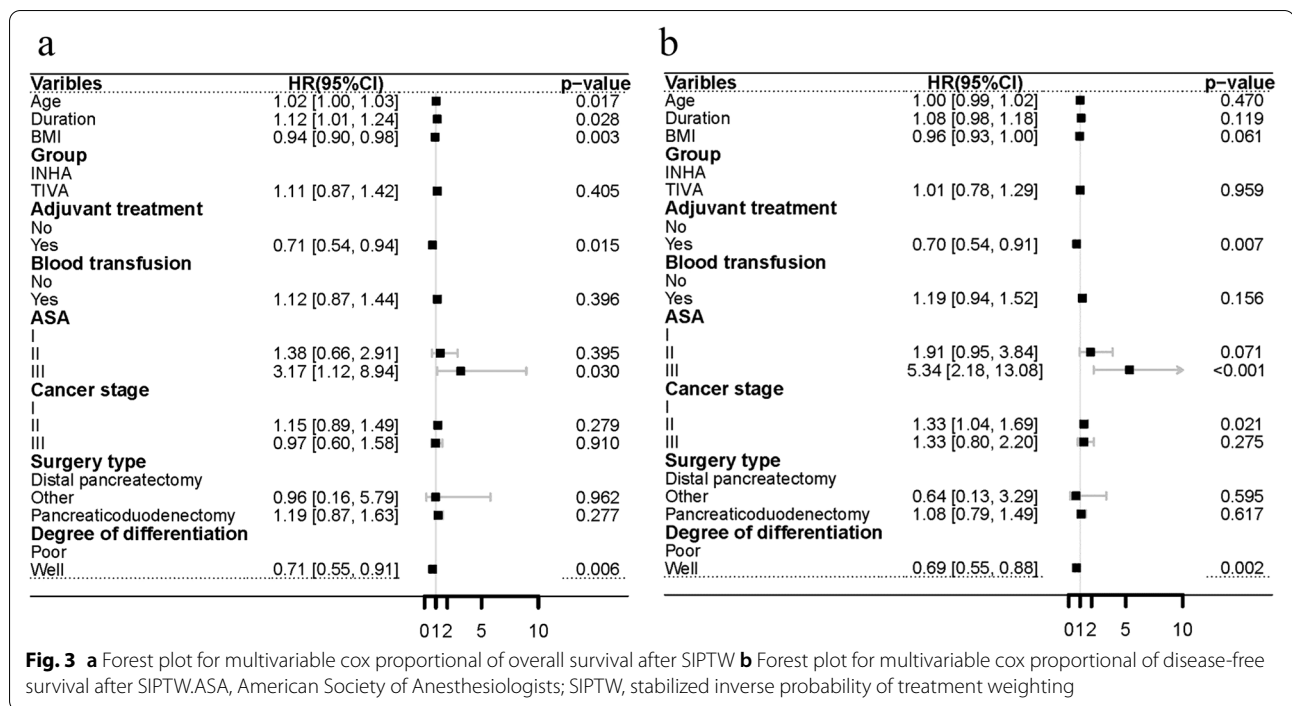 a
Varibles HR(95%CI) p−value
Age 1.02 [1.00, 1.03] 0.017
Duration 1.12 [1.01, 1.24] 0.028
BMI 0.94 [0.90, 0.98] 0.003
Group
INHA
TIVA 1.11 [0.87, 1.42] 0.405
Adjuvant treatment
No
Yes 0.71 [0.54, 0.94] 0.015
Blood transfusion
No
Yes 1.12 [0.87, 1.44] 0.396
ASA
I
II 1.38 [0.66, 2.91] 0.395
III 3.17 [1.12, 8.94] 0.030
Cancer stage
I
II 1.15 [0.89, 1.49] 0.279
III 0.97 [0.60, 1.58] 0.910
Surgery type
Distal pancreatectomy
Other 0.96 [0.16, 5.79] 0.962
Pancreaticoduodenectomy 1.19 [0.87, 1.63] 0.277
Degree of differentiation
Poor
Well 0.71 [0.55, 0.91] 0.006
0 1 2 5 10
b
Varibles HR(95%CI) p−value
Age 1.00 [0.99, 1.02] 0.470
Duration 1.08 [0.98, 1.18] 0.119
BMI 0.96 [0.93, 1.00] 0.061
Group
INHA
TIVA 1.01 [0.78, 1.29] 0.959
Adjuvant treatment
No
Yes 0.70 [0.54, 0.91] 0.007
Blood transfusion
No
Yes 1.19 [0.94, 1.52] 0.156
ASA
I
II 1.91 [0.95, 3.84] 0.071
III 5.34 [2.18, 13.08] <0.001
Cancer stage
I
II 1.33 [1.04, 1.69] 0.021
III 1.33 [0.80, 2.20] 0.275
Surgery type
Distal pancreatectomy
Other 0.64 [0.13, 3.29] 0.595
Pancreaticoduodenectomy 1.08 [0.79, 1.49] 0.617
Degree of differentiation
Poor
Well 0.69 [0.55, 0.88] 0.002
0 1 2 5 10
Fig. 3 a Forest plot for multivariable cox proportional of overall survival after SIPTW b Forest plot for multivariable cox proportional of disease-free
survival after SIPTW.ASA, American Society of Anesthesiologists; SIPTW, stabilized inverse probability of treatment weighting